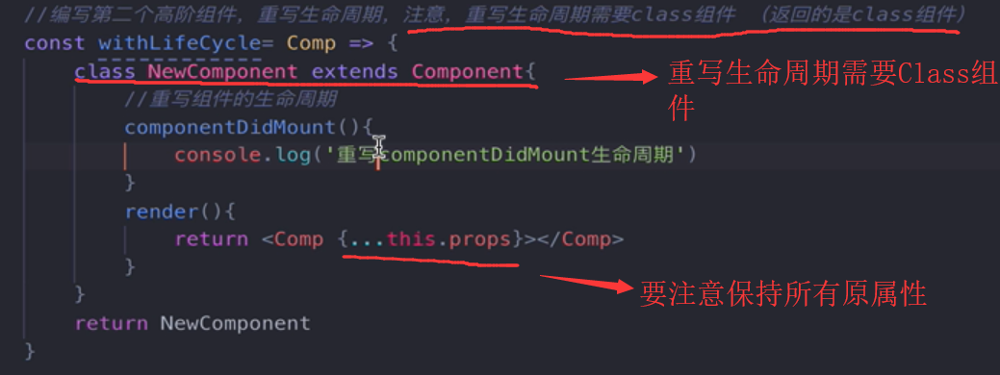 //编写第二个高阶组件，重写生命周期，注意，重写生命周期需要class组件 （返回的是class组件）
const withLifeCycle= Comp => {
class NewComponent extends Component{
重写生命周期需要Class组
件
//重写组件的生命周期
componentDidMount(){
console.log('重写componentDidMount生命周期')
}
render(){
return <Comp {...this.props}></Comp>
}
要注意保持所有原属性
}
return NewComponent
}